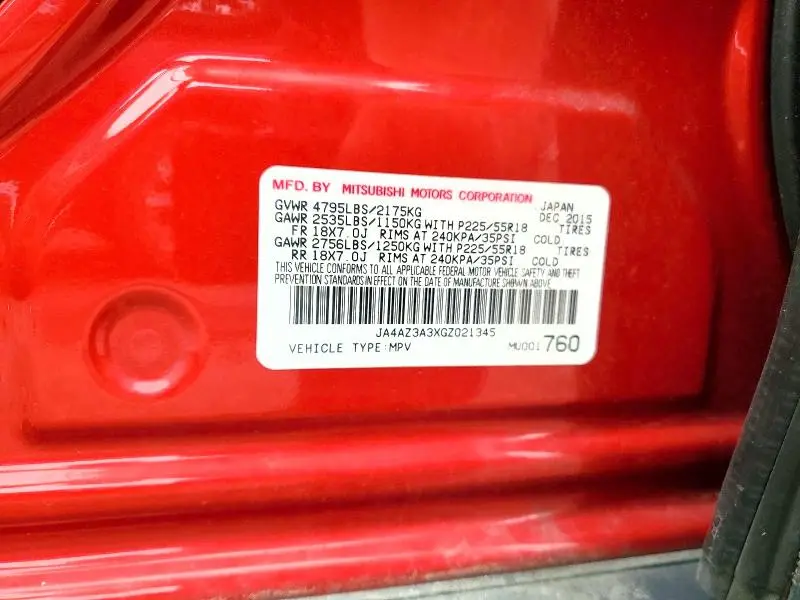 MFD. BY MITSUBISHI MOTORS CORPORATION
GVWR 4795LBS/2175KG JAPAN DEC 2015
GAWR 2535LBS/1150KG WITH P225/55R18 TIRES
FR 18X7.0J RIMS AT 240KPA/35PSI COLD
GAWR 2756LBS/1250KG WITH P225/55R18 TIRES
RR 18X7.0J RIMS AT 240KPA/35PSI COLD
THIS VEHICLE CONFORMS TO ALL APPLICABLE FEDERAL MOTOR VEHICLE SAFETY AND THEFT
PREVENTION STANDARDS IN EFFECT ON THE DATE OF MANUFACTURE SHOWN ABOVE
JA4AZ3A3XGZ021345
VEHICLE TYPE:MPV MU001760